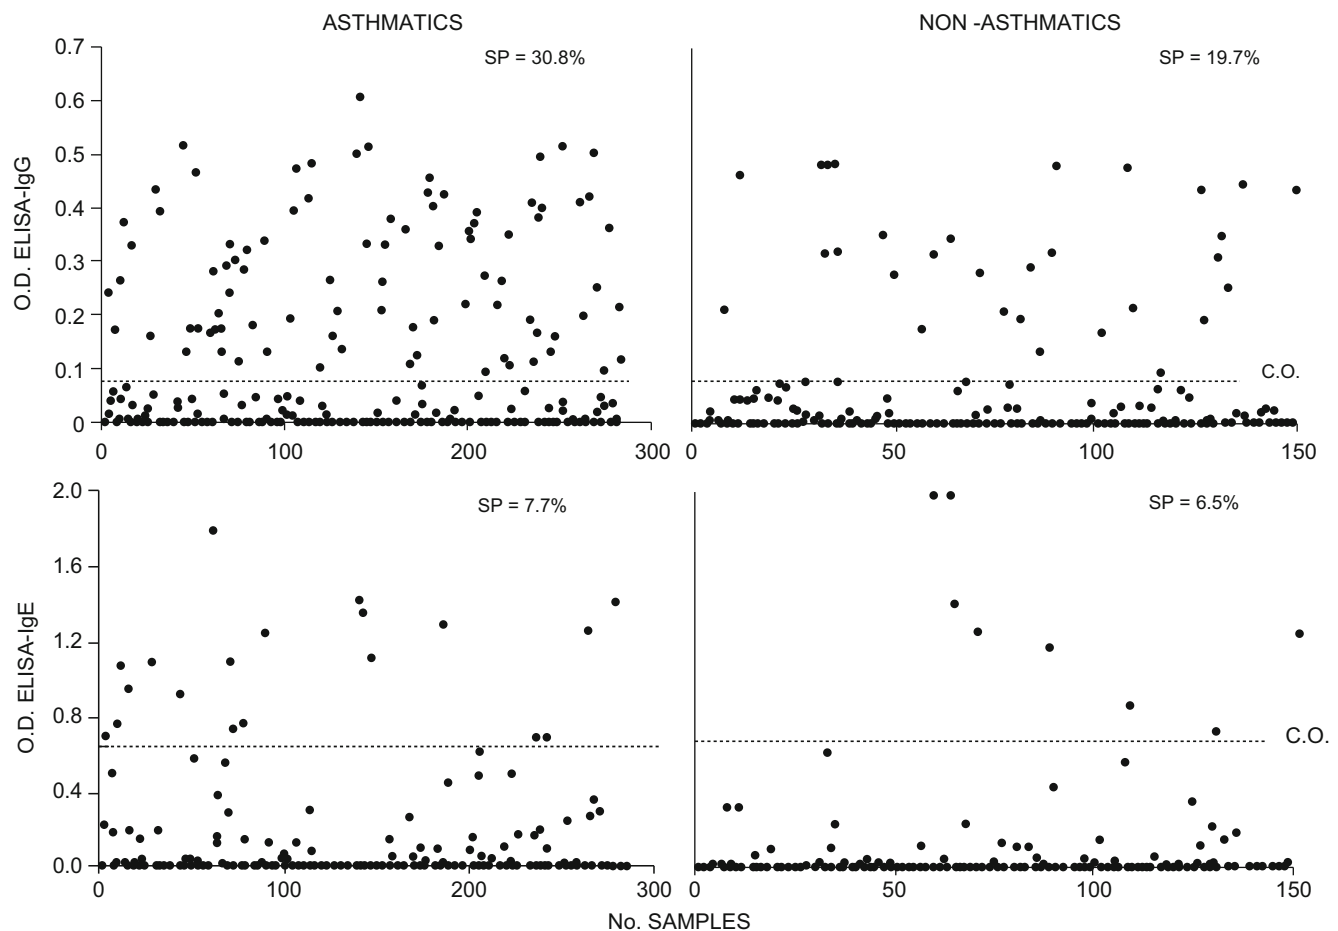 ASTHMATICS
NON -ASTHMATICS
SP = 30.8%
SP = 19.7%
O.D. ELISA-IgG
0.7
0.6
0.5
0.4
0.3
0.2
0.1
0
C.O.
0 100 200 300
0 50 100 150
SP = 7.7%
SP = 6.5%
O.D. ELISA-IgE
2.0
1.6
1.2
0.8
0.4
0.0
C.O.
0 100 200 300
0 50 100 150
No. SAMPLES